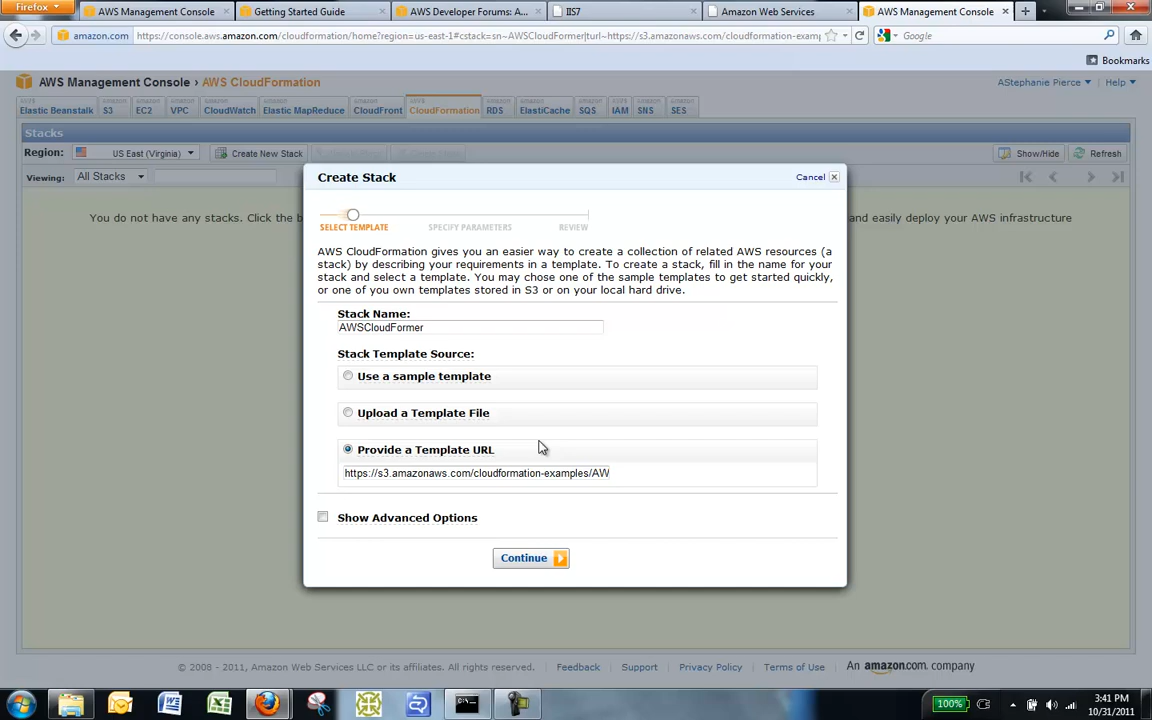 Firefox
AWS Management Console
Getting Started Guide
AWS Developer Forums: A...
IIS7
Amazon Web Services
AWS Management Console
amazon.com
https://console.aws.amazon.com/cloudformation/home?region=us-east-1#cstack=sn~AWSCloudFormer|turl~https://s3.amazonaws.com/cloudformation-examp
Google
Bookmarks
AWS Management Console › AWS CloudFormation
AStephanie Pierce
Help
Elastic Beanstalk
S3
EC2
VPC
CloudWatch
Elastic MapReduce
CloudFront
CloudFormation
RDS
ElastiCache
SQS
IAM
SNS
SES
Stacks
Region:
US East (Virginia)
Create New Stack
Show/Hide
Refresh
Viewing:
All Stacks
You do not have any stacks. Click the b
and easily deploy your AWS infrastructure
Create Stack
Cancel
SELECT TEMPLATE
SPECIFY PARAMETERS
REVIEW
AWS CloudFormation gives you an easier way to create a collection of related AWS resources (a
stack) by describing your requirements in a template. To create a stack, fill in the name for your
stack and select a template. You may chose one of the sample templates to get started quickly,
or one of you own templates stored in S3 or on your local hard drive.
Stack Name:
AWSCloudFormer
Stack Template Source:
Use a sample template
Upload a Template File
Provide a Template URL
https://s3.amazonaws.com/cloudformation-examples/AW
Show Advanced Options
Continue
© 2008 - 2011, Amazon Web Services LLC or its affiliates. All rights reserved.
Feedback
Support
Privacy Policy
Terms of Use
An amazon.com company
100%
3:41 PM
10/31/2011